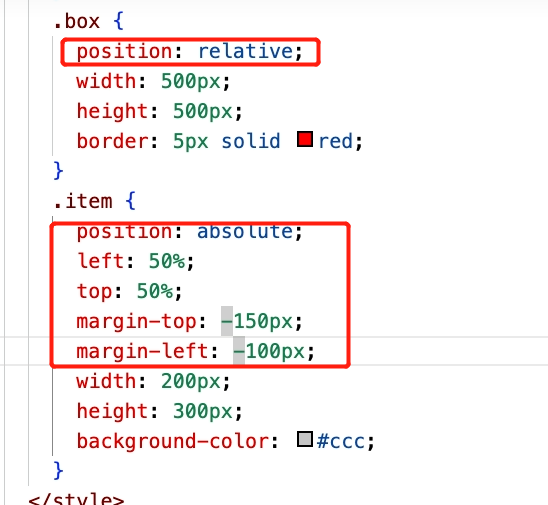 .box {
position: relative;
width: 500px;
height: 500px;
border: 5px solid red;
}
.item {
position: absolute;
left: 50%;
top: 50%;
margin-top: -150px;
margin-left: -100px;
width: 200px;
height: 300px;
background-color: #ccc;
}
</style>